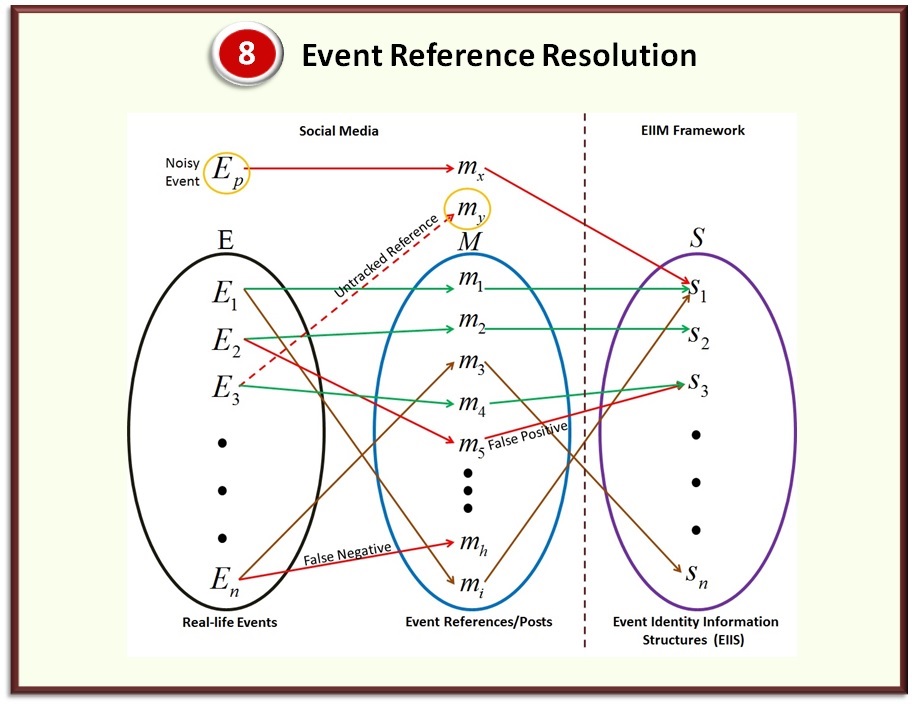 8 Event Reference Resolution
Social Media
EIIM Framework
Noisy
Event
E_p
m_x
m_y
Untracked Reference
E
M
S
E_1
m_1
s_1
E_2
m_2
s_2
E_3
m_3
s_3
m_4
m_5
False Positive
m_h
False Negative
E_n
m_i
s_n
Real-life Events
Event References/Posts
Event Identity Information
Structures (EIIS)